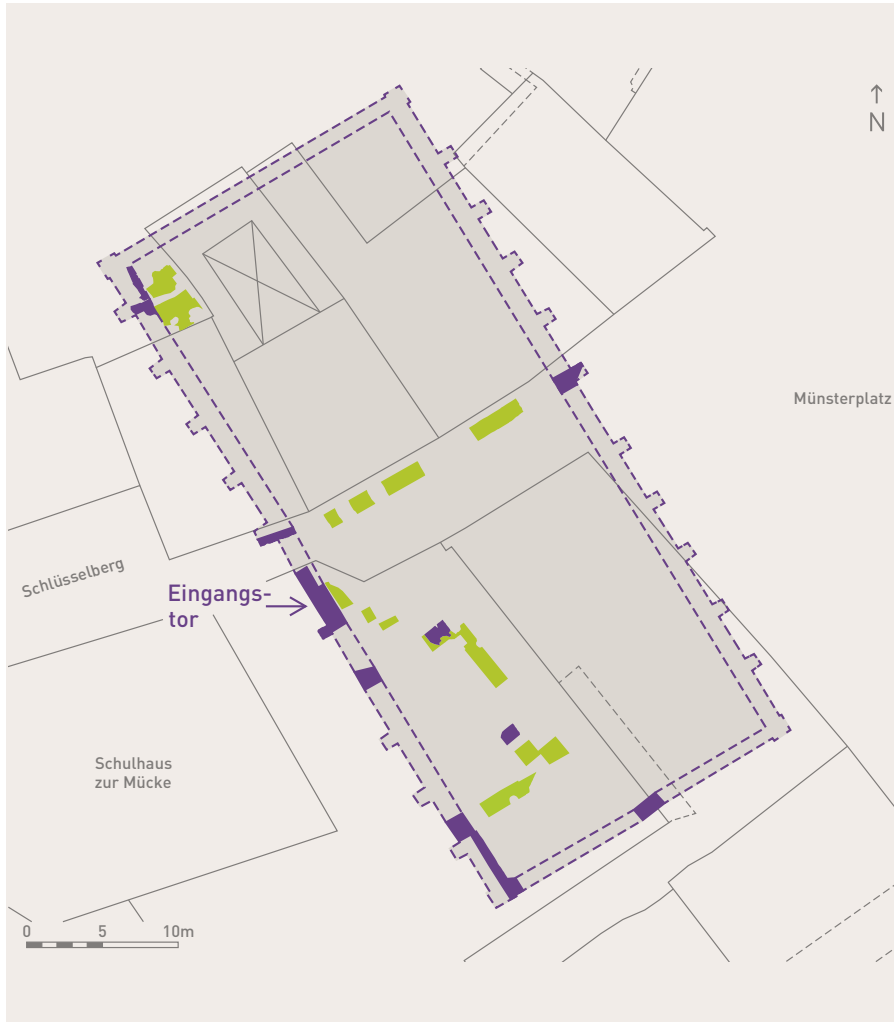 ↑
N
Münsterplatz
Schlüsselberg
Eingangs-
tor
Schulhaus
zur Mücke
0 5 10m